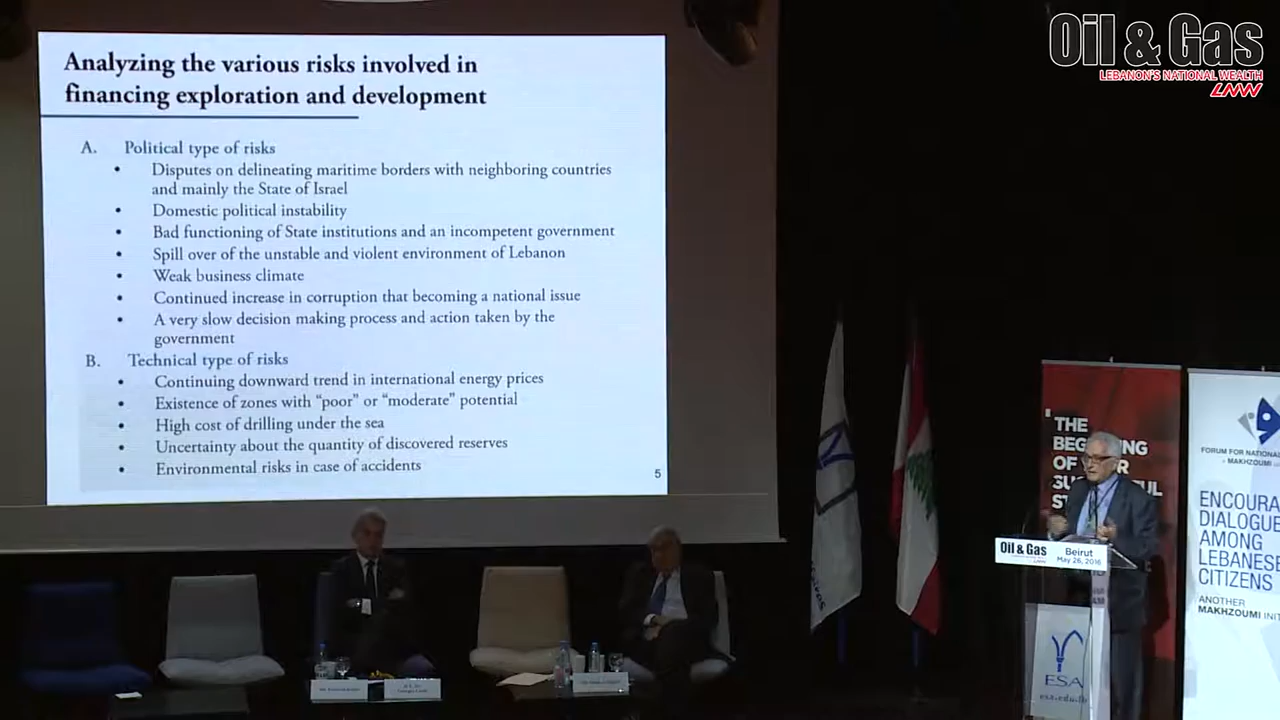 Oil & Gas
LEBANON'S NATIONAL WEALTH
Analyzing the various risks involved in
financing exploration and development
A. Political type of risks
• Disputes on delineating maritime borders with neighboring countries
and mainly the State of Israel
• Domestic political instability
• Bad functioning of State institutions and an incompetent government
• Spill over of the unstable and violent environment of Lebanon
• Weak business climate
• Continued increase in corruption that becoming a national issue
• A very slow decision making process and action taken by the
government
B. Technical type of risks
• Continuing downward trend in international energy prices
• Existence of zones with “poor” or “moderate” potential
• High cost of drilling under the sea
• Uncertainty about the quantity of discovered reserves
• Environmental risks in case of accidents
5
THE
OF
Oil & Gas
Beirut
May 26, 2016
ESA
FORUM FOR NATIONAL
ENCOURA
DIALOGUE
AMONG
LEBANESE
CITIZENS
ANOTHER
MAKHZOUMI INIT